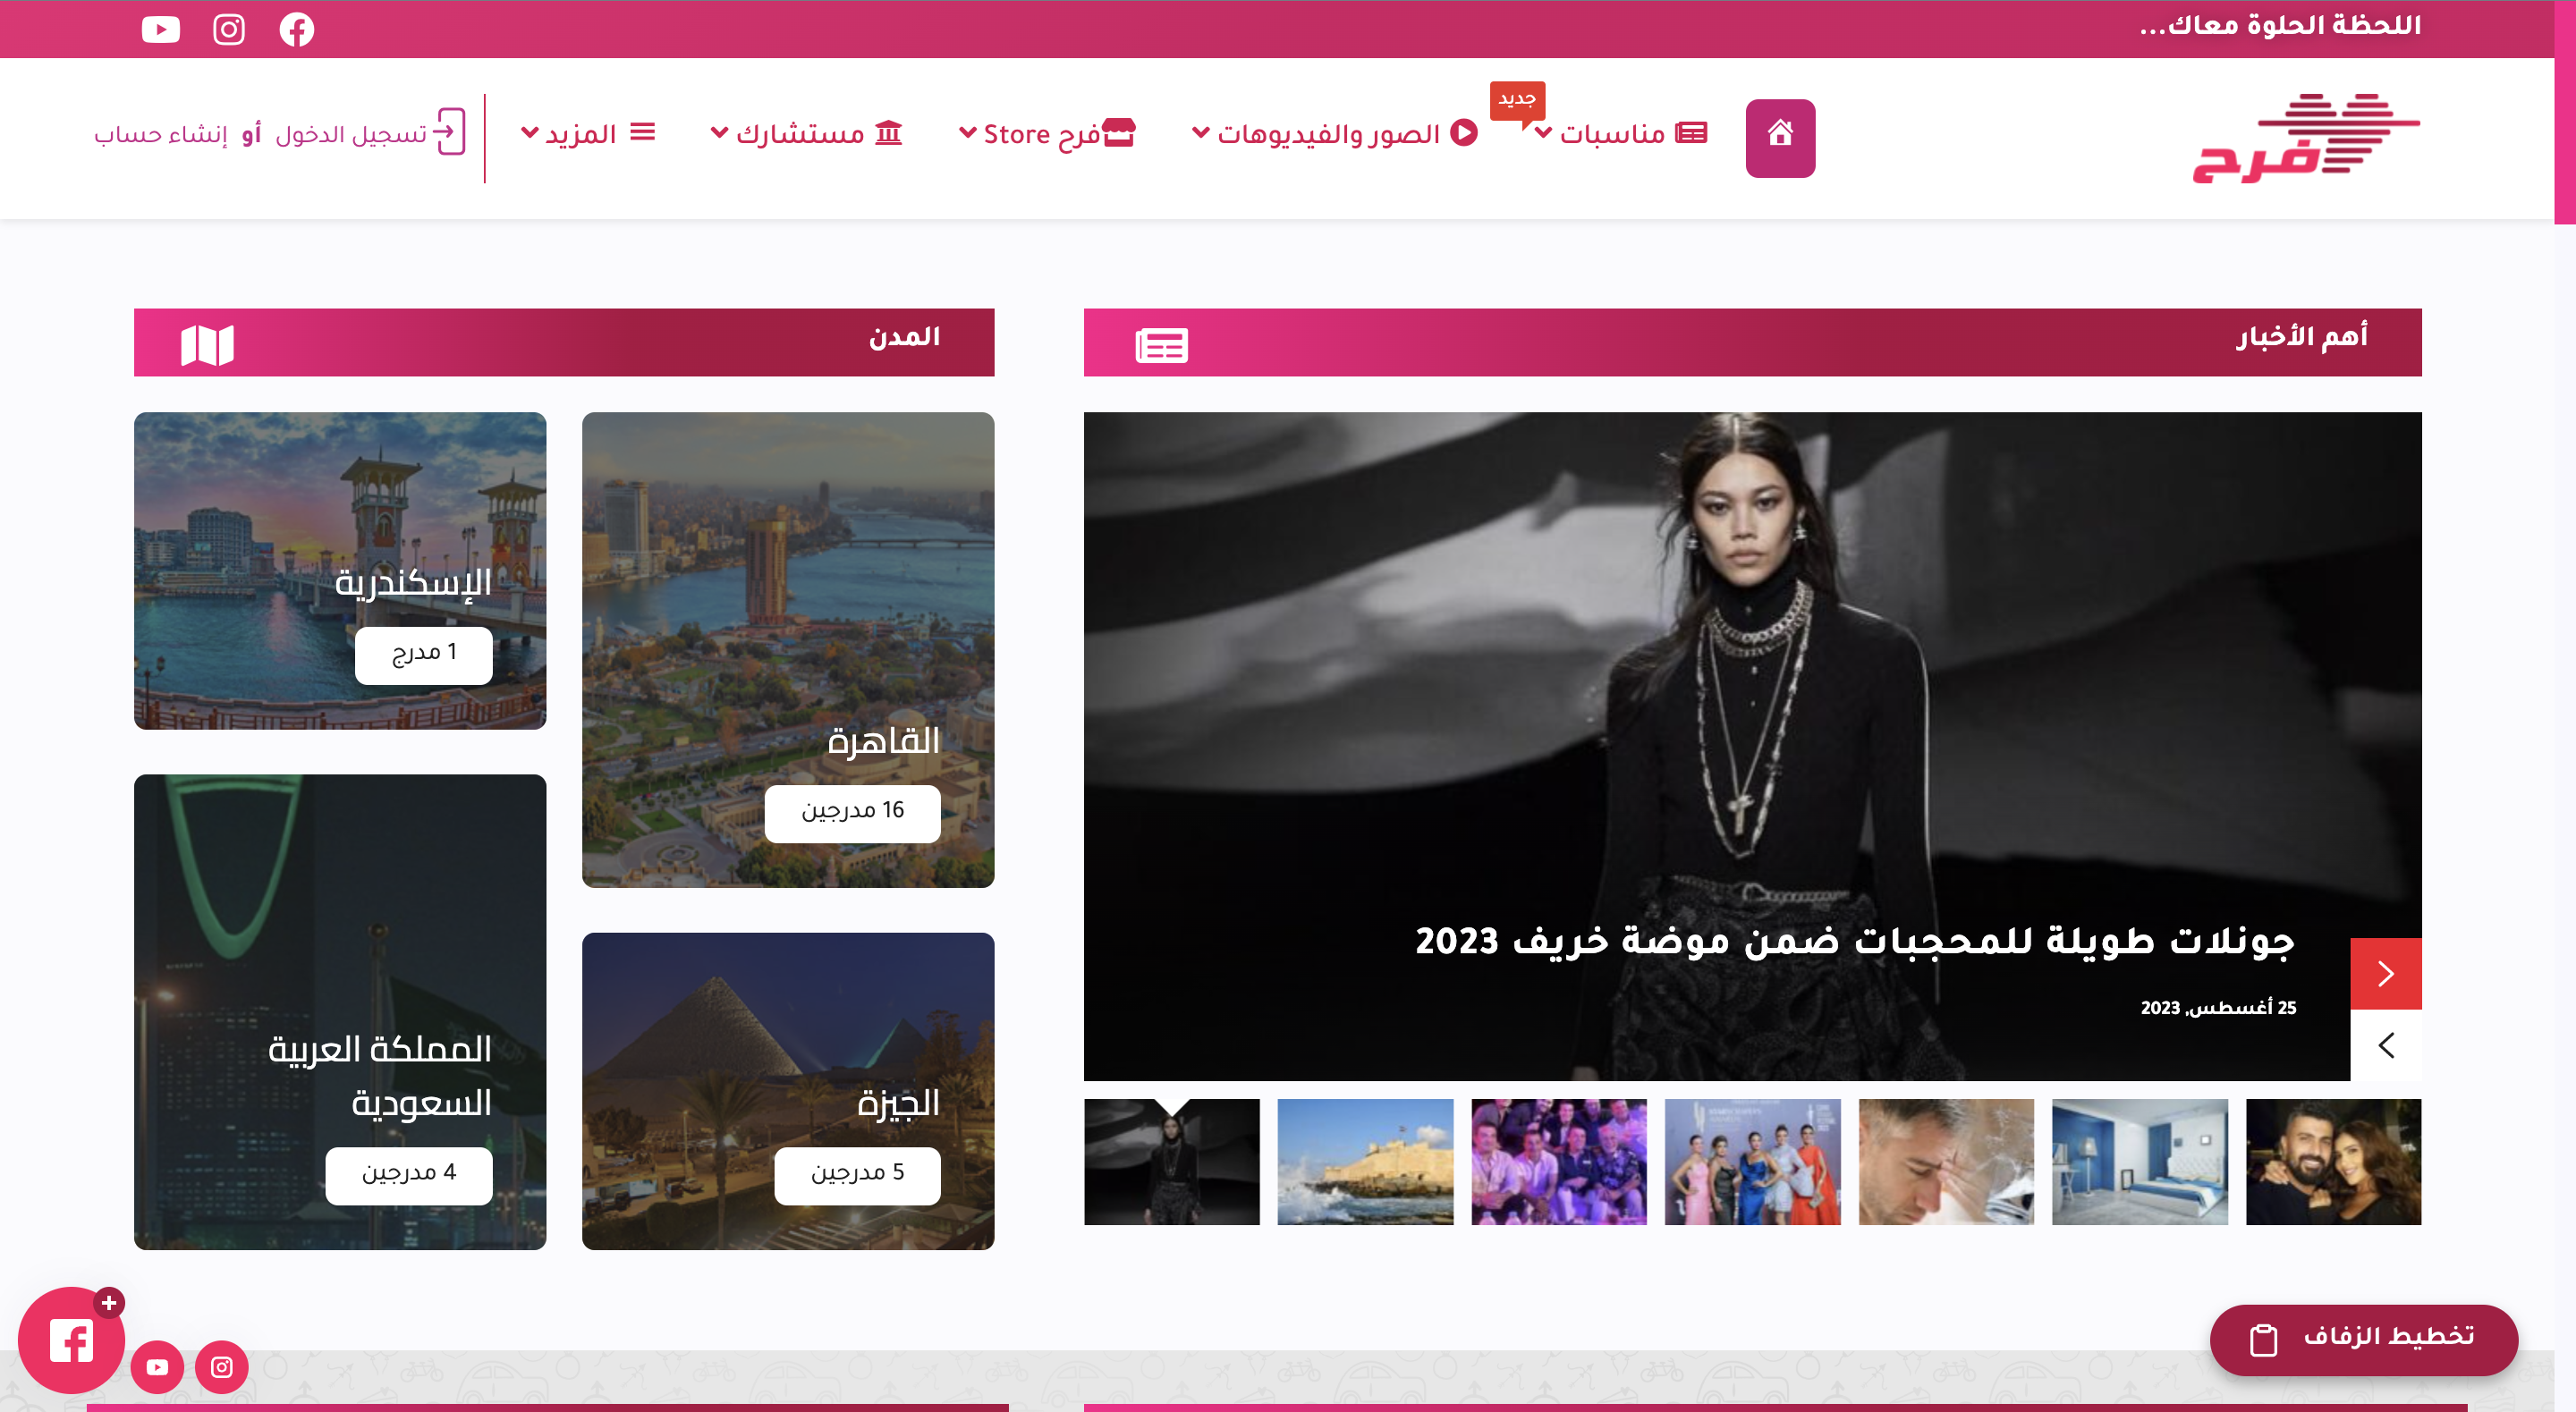 اللحظة الحلوة معاك...
فرح
مناسبات
جديد
الصور والفيديوهات
فرح Store
مستشارك
المزيد
تسجيل الدخول أو إنشاء حساب
أهم الأخبار
جونلات طويلة للمحجبات ضمن موضة خريف 2023
25 أغسطس, 2023
المدن
القاهرة
16 مدرجين
الإسكندرية
1 مدرج
الجيزة
5 مدرجين
المملكة العربية
السعودية
4 مدرجين
تخطيط الزفاف